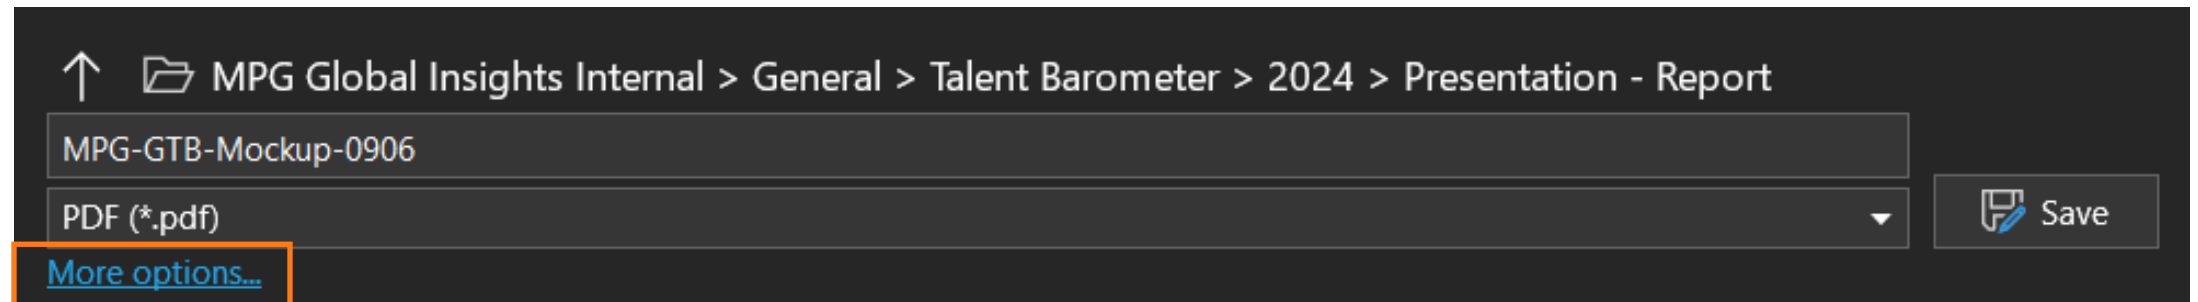 MPG Global Insights Internal > General > Talent Barometer > 2024 > Presentation - Report
MPG-GTB-Mockup-0906
PDF (*.pdf)
Save
More options...